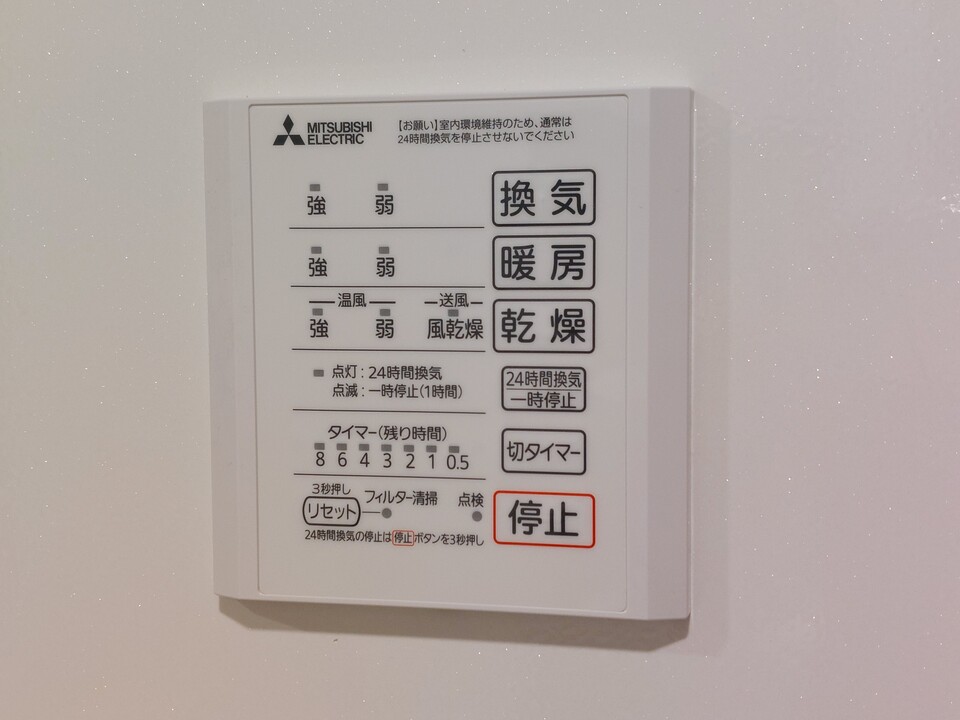 MITSUBISHI
ELECTRIC
【お願い】室内環境維持のため、通常は
24時間換気を停止させないでください
強 弱 換気
強 弱 暖房
温風 送風
強 弱 風乾燥 乾燥
点灯：24時間換気
点滅：一時停止(1時間)
24時間換気
一時停止
タイマー(残り時間)
8 6 4 3 2 1 0.5
切タイマー
3秒押し
リセット フィルター清掃 点検
停止
24時間換気の停止は停止ボタンを3秒押し